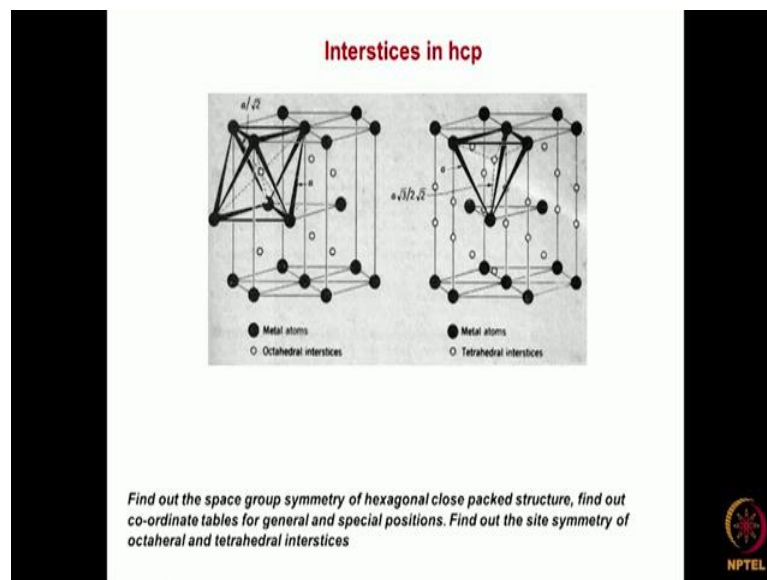 Interstices in hcp
a/√2
a
a
a√3/2√2
Metal atoms
Octahedral interstices
Metal atoms
Tetrahedral interstices
Find out the space group symmetry of hexagonal close packed structure, find out
co-ordinate tables for general and special positions. Find out the site symmetry of
octaheral and tetrahedral interstices
NPTEL